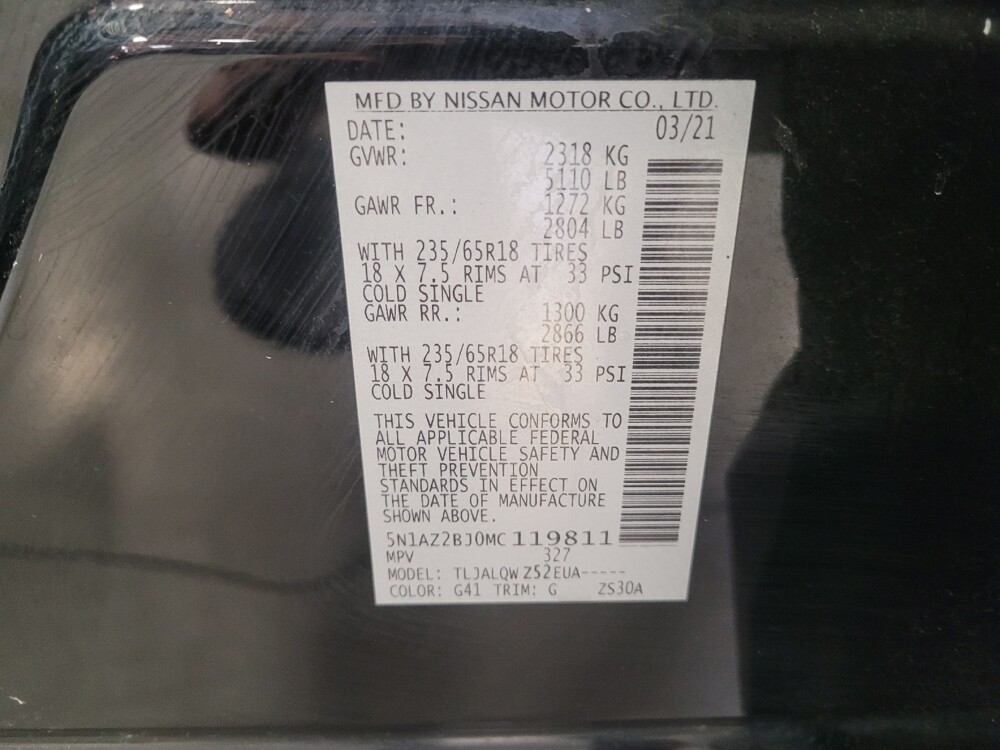 MFD BY NISSAN MOTOR CO., LTD.
DATE: 03/21
GVWR: 2318 KG
5110 LB
GAWR FR.: 1272 KG
2804 LB
WITH 235/65R18 TIRES
18 X 7.5 RIMS AT 33 PSI
COLD SINGLE
GAWR RR.: 1300 KG
2866 LB
WITH 235/65R18 TIRES
18 X 7.5 RIMS AT 33 PSI
COLD SINGLE
THIS VEHICLE CONFORMS TO
ALL APPLICABLE FEDERAL
MOTOR VEHICLE SAFETY AND
THEFT PREVENTION
STANDARDS IN EFFECT ON
THE DATE OF MANUFACTURE
SHOWN ABOVE.
5N1AZ2BJ0MC119811
MPV 327
MODEL: TLJALQWZ52EUA-----
COLOR: G41 TRIM: G ZS30A